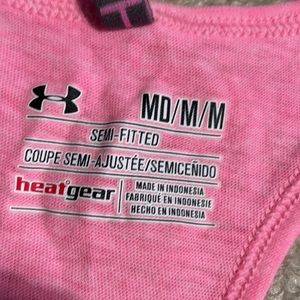 MD/M/M
SEMI-FITTED
COUPE SEMI-AJUSTÉE/SEMICEÑIDO
heatgear
MADE IN INDONESIA
FABRIQUÉ EN INDONÉSIE
HECHO EN INDONESIA